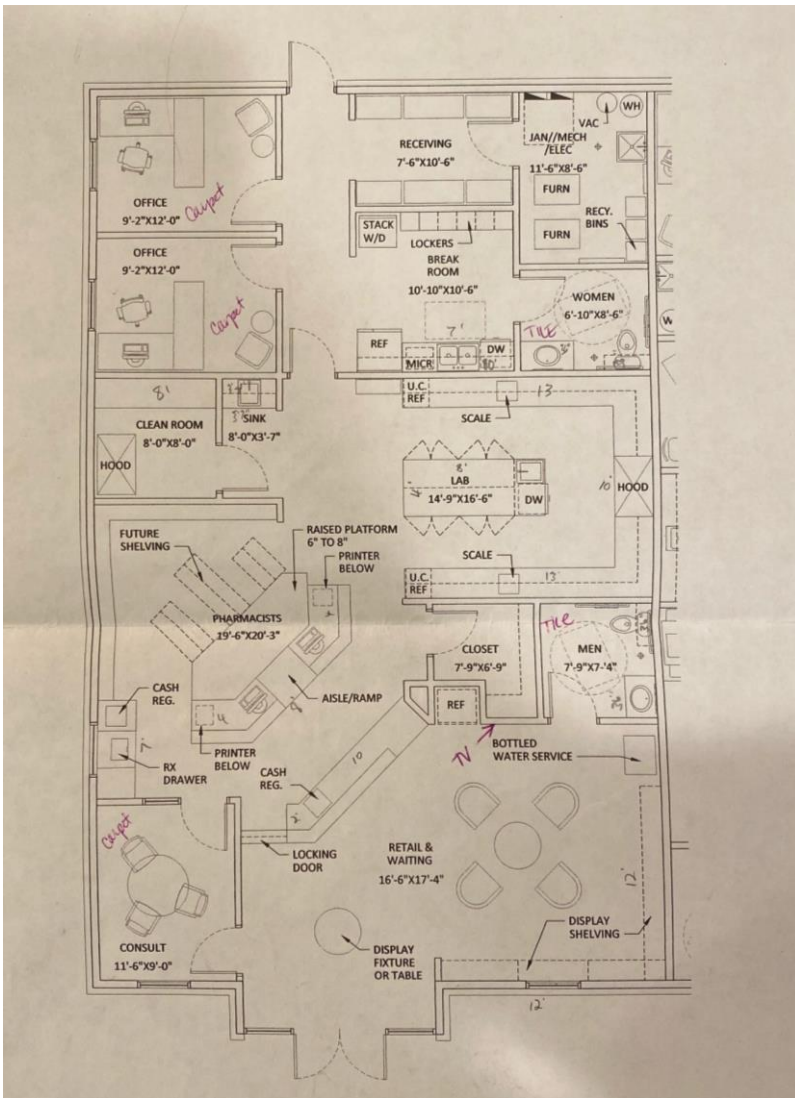 RECEIVING
7'-6"X10'-6"
VAC
WH
JAN//MECH
/ELEC
11'-6"X8'-6"
FURN
FURN
RECY.
BINS
OFFICE
9'-2"X12'-0"
Carpet
OFFICE
9'-2"X12'-0"
Carpet
STACK
W/D
LOCKERS
BREAK
ROOM
10'-10"X10'-6"
7'
REF
MICR
DW
WOMEN
6'-10"X8'-6"
TILE
W
8'
CLEAN ROOM
8'-0"X8'-0"
HOOD
SINK
8'-0"X3'-7"
U.C.
REF
SCALE
13
8'
4'
LAB
14'-9"X16'-6"
DW
10'
HOOD
SCALE
13'
U.C.
REF
FUTURE
SHELVING
RAISED PLATFORM
6" TO 8"
PRINTER
BELOW
PHARMACISTS
19'-6"X20'-3"
CLOSET
7'-9"X6'-9"
TILE
MEN
7'-9"X7'-4"
AISLE/RAMP
CASH
REG.
4
REF
7'
RX
DRAWER
PRINTER
BELOW
TV
BOTTLED
WATER SERVICE
CASH
REG.
10
2'
Carpet
LOCKING
DOOR
RETAIL &
WAITING
16'-6"X17'-4"
12'
CONSULT
11'-6"X9'-0"
DISPLAY
FIXTURE
OR TABLE
DISPLAY
SHELVING
12'